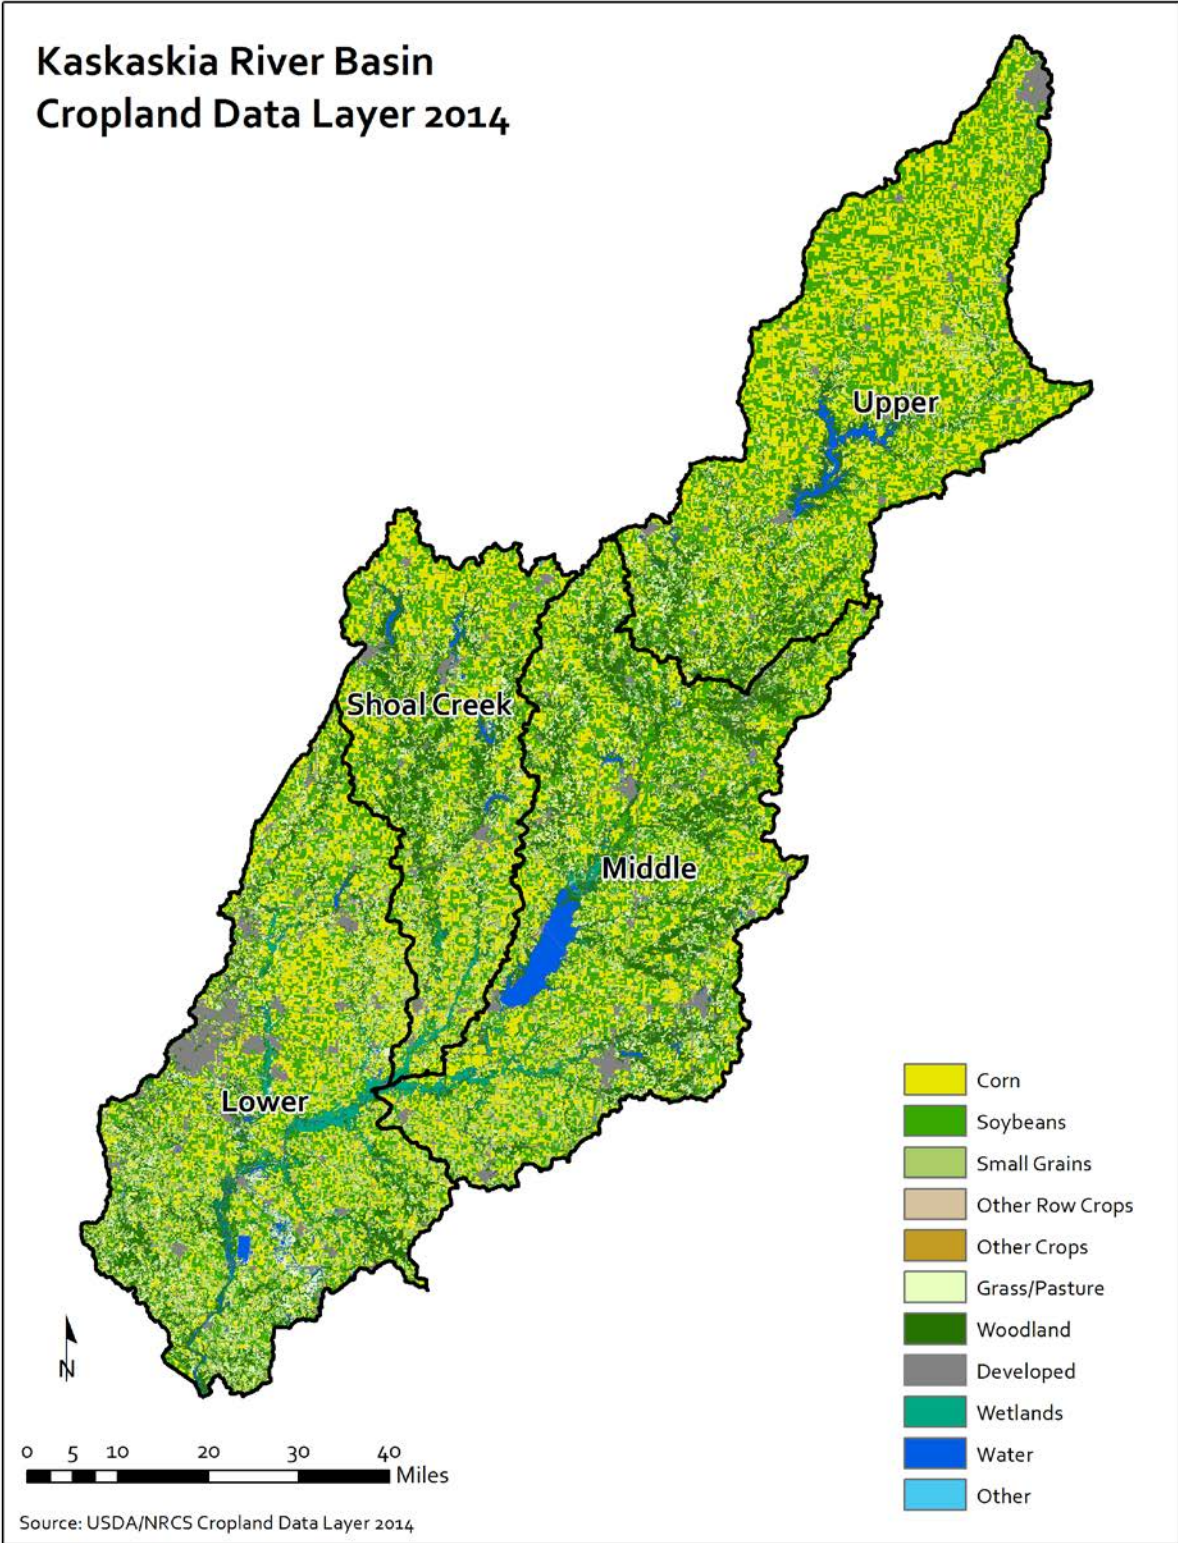 Kaskaskia River Basin
Cropland Data Layer 2014
Upper
Shoal Creek
Middle
Lower
Corn
Soybeans
Small Grains
Other Row Crops
Other Crops
Grass/Pasture
Woodland
Developed
Wetlands
Water
Other
N
0 5 10 20 30 40
Miles
Source: USDA/NRCS Cropland Data Layer 2014